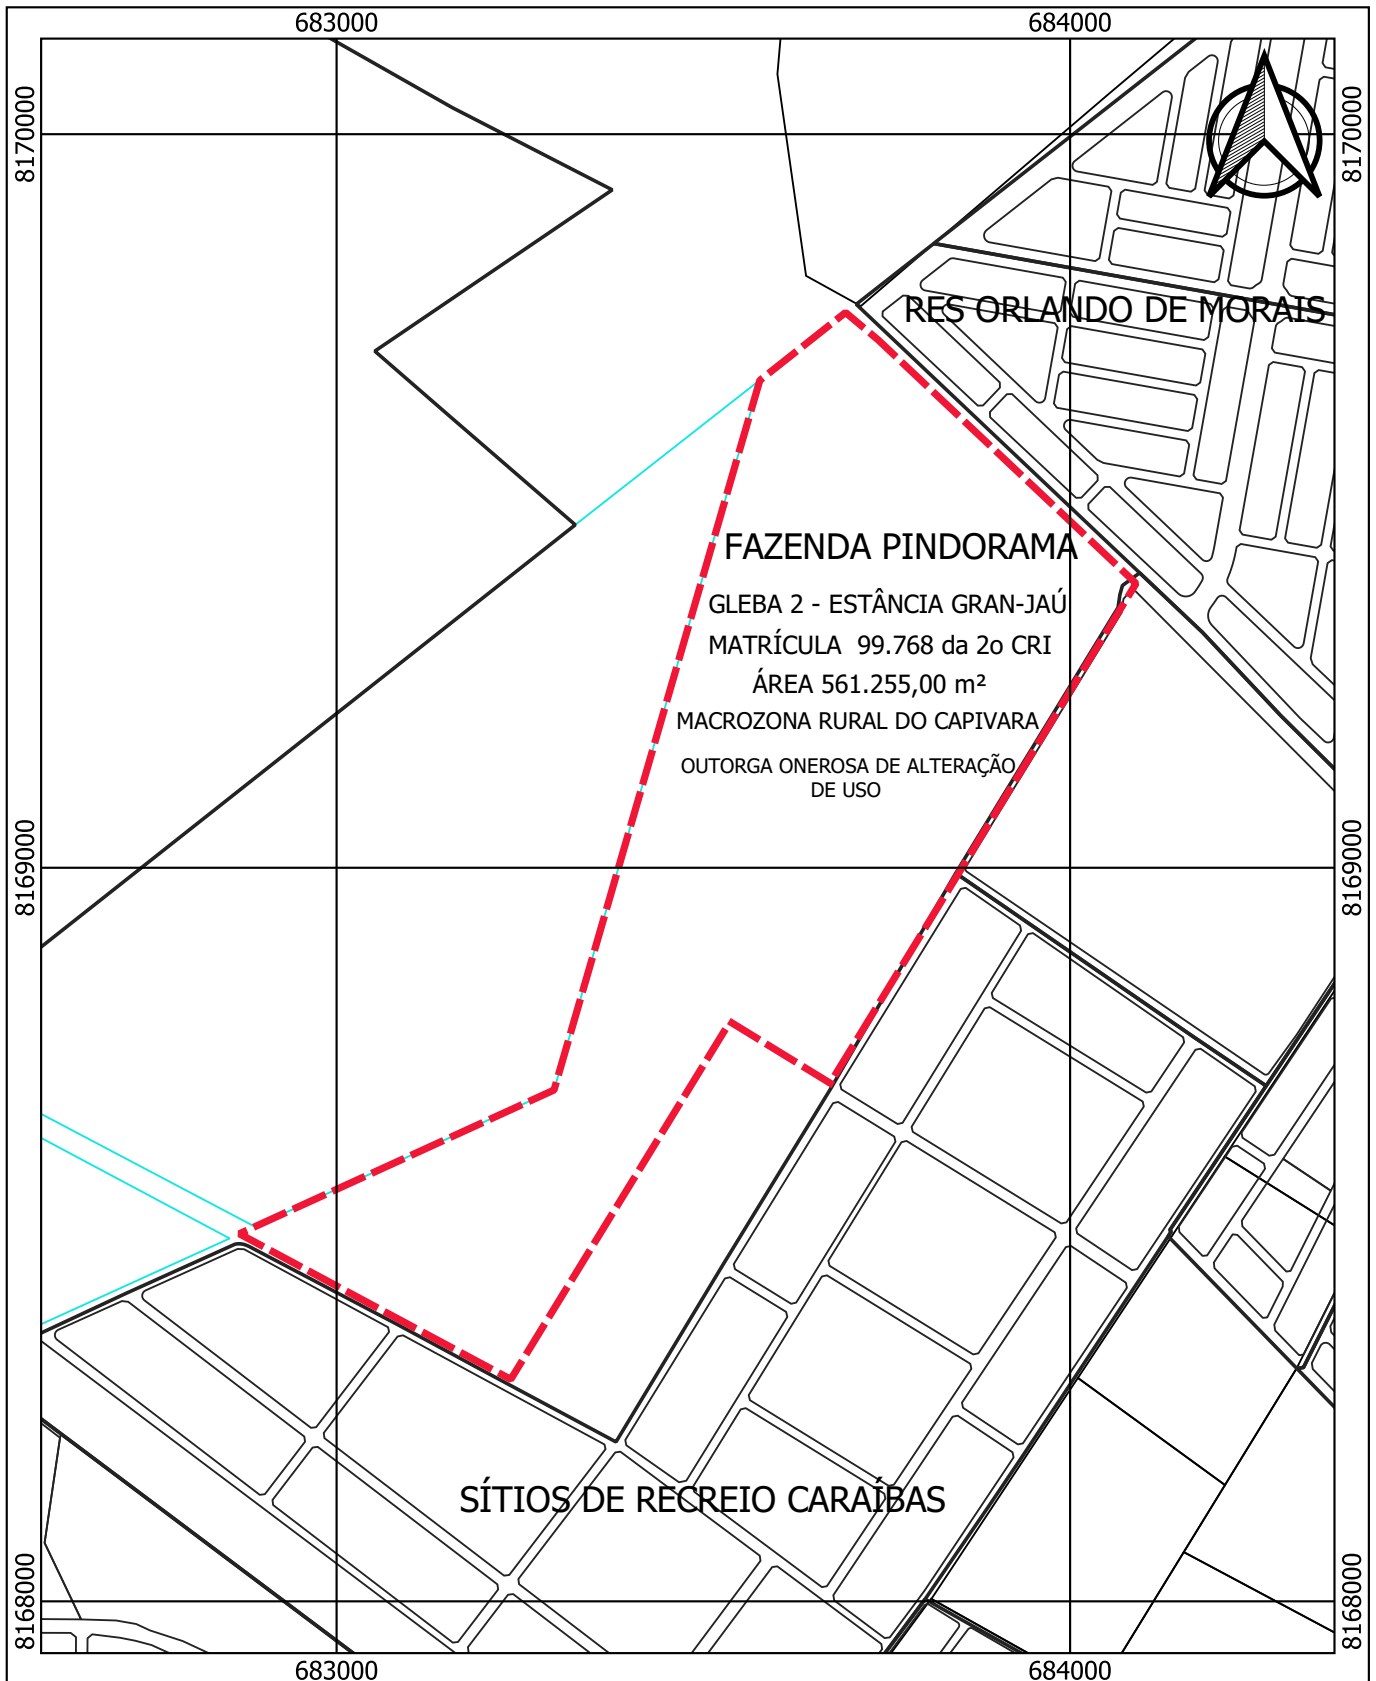 683000
684000
8170000
8170000
RES ORLANDO DE MORAIS
FAZENDA PINDORAMA
GLEBA 2 - ESTÂNCIA GRAN-JAÚ
MATRÍCULA 99.768 da 2o CRI
ÁREA 561.255,00 m²
MACROZONA RURAL DO CAPIVARA
OUTORGA ONEROSA DE ALTERAÇÃO
DE USO
8169000
8169000
SÍTIOS DE RECREIO CARAÍBAS
8168000
8168000
683000
684000